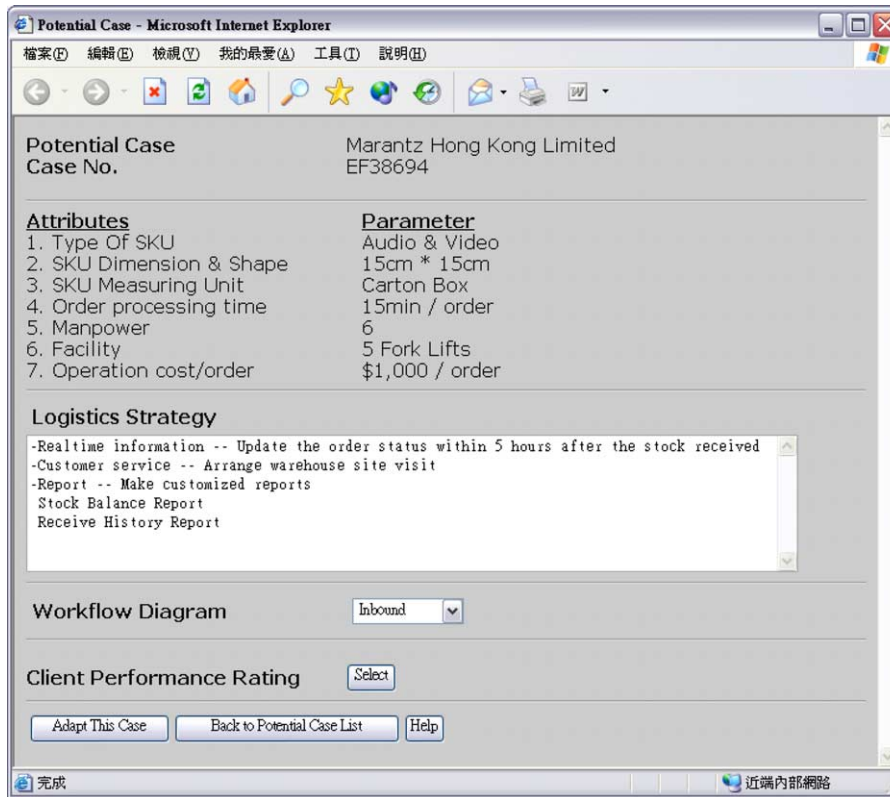 Potential Case - Microsoft Internet Explorer
檔案(F) 編輯(E) 檢視(V) 我的最愛(A) 工具(T) 說明(H)
Potential Case Marantz Hong Kong Limited
Case No. EF38694
Attributes Parameter
1. Type Of SKU Audio & Video
2. SKU Dimension & Shape 15cm * 15cm
3. SKU Measuring Unit Carton Box
4. Order processing time 15min / order
5. Manpower 6
6. Facility 5 Fork Lifts
7. Operation cost/order $1,000 / order
Logistics Strategy
-Realtime information -- Update the order status within 5 hours after the stock received
-Customer service -- Arrange warehouse site visit
-Report -- Make customized reports
Stock Balance Report
Receive History Report
Workflow Diagram Inbound
Client Performance Rating Select
Adapt This Case Back to Potential Case List Help
完成 近端內部網路